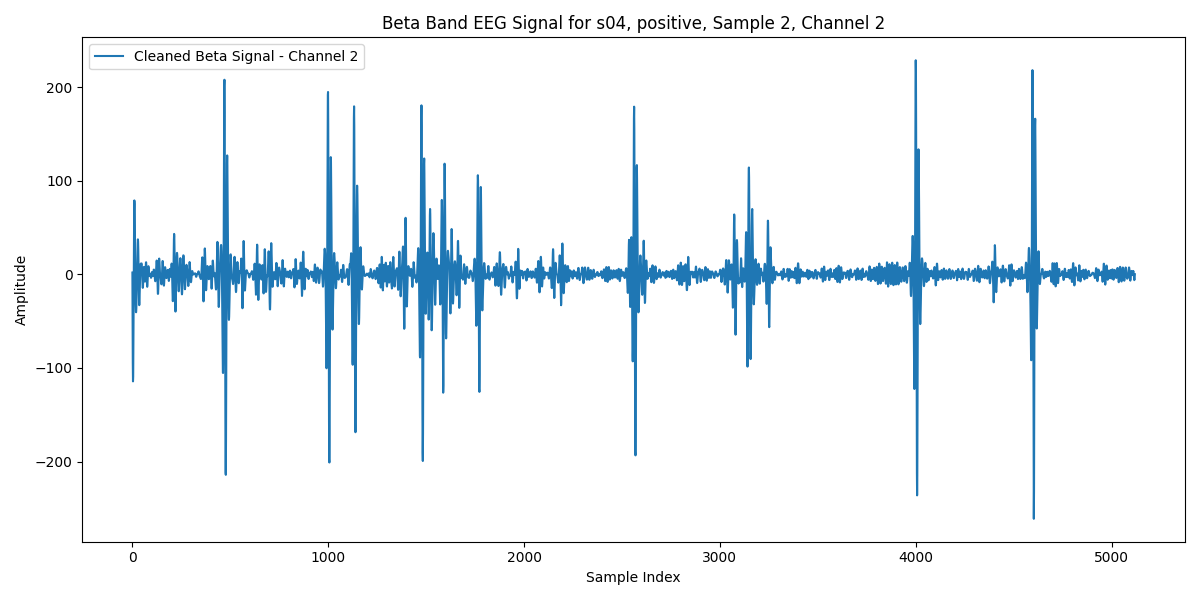 Beta Band EEG Signal for s04, positive, Sample 2, Channel 2
Cleaned Beta Signal - Channel 2
Amplitude
200
100
0
−100
−200
0 1000 2000 3000 4000 5000
Sample Index